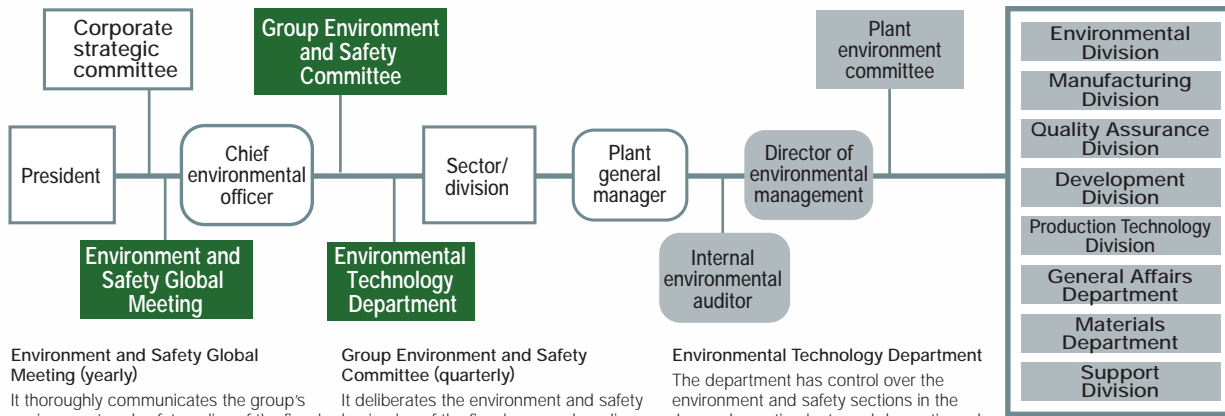 Corporate
strategic
committee
Group Environment
and Safety
Committee
Plant
environment
committee
President
Chief
environmental
officer
Sector/
division
Plant
general
manager
Director of
environmental
management
Environment and
Safety Global
Meeting
Environmental
Technology
Department
Internal
environmental
auditor
Environmental
Division
Manufacturing
Division
Quality Assurance
Division
Development
Division
Production Technology
Division
General Affairs
Department
Materials
Department
Support
Division
Environment and Safety Global
Meeting (yearly)
It thoroughly communicates the group's
Group Environment and Safety
Committee (quarterly)
It deliberates the environment and safety
Environmental Technology Department
The department has control over the
environment and safety sections in the